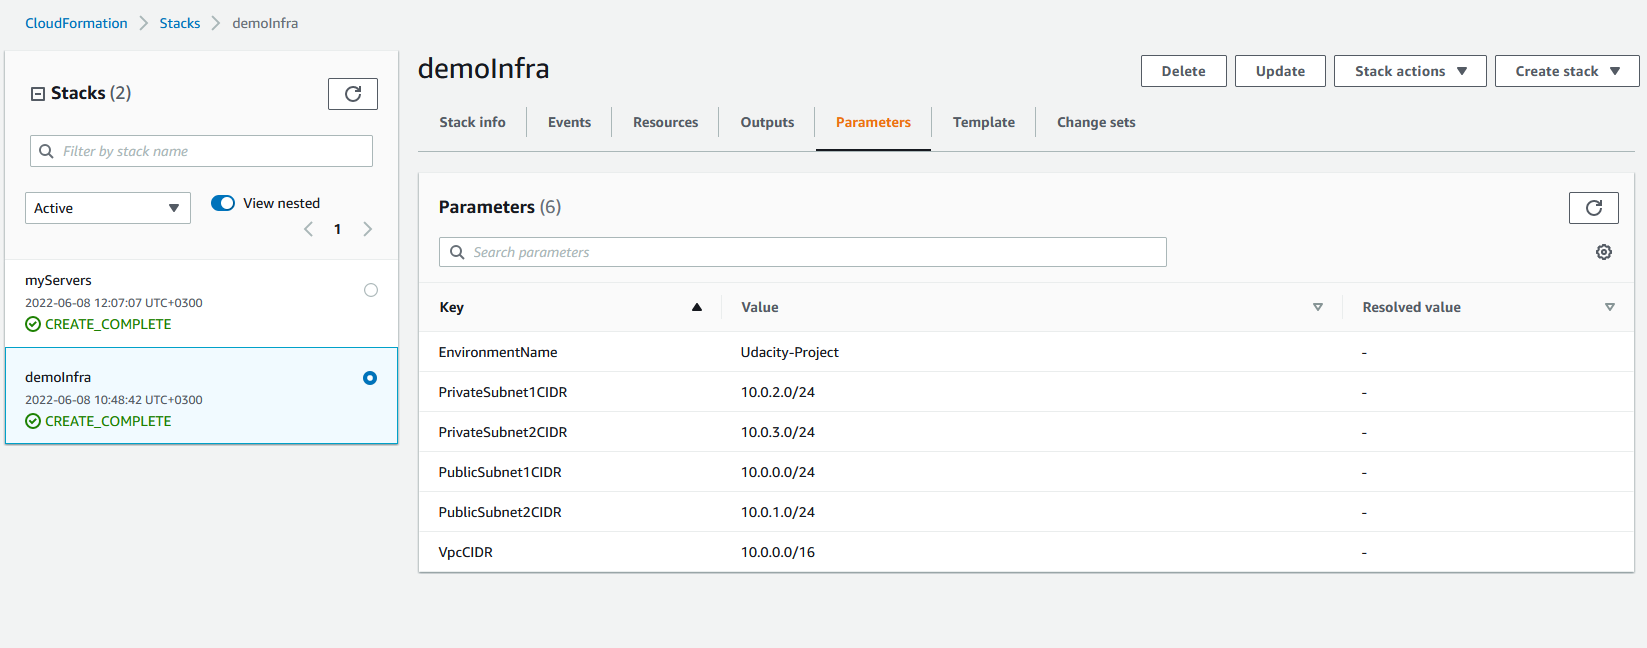 CloudFormation > Stacks > demoInfra
Stacks (2)
Filter by stack name
Active
View nested
< 1 >
myServers
2022-06-08 12:07:07 UTC+0300
CREATE_COMPLETE
demoInfra
2022-06-08 10:48:42 UTC+0300
CREATE_COMPLETE
demoInfra
Delete Update Stack actions Create stack
Stack info Events Resources Outputs Parameters Template Change sets
Parameters (6)
Search parameters
Key Value Resolved value
EnvironmentName Udacity-Project -
PrivateSubnet1CIDR 10.0.2.0/24 -
PrivateSubnet2CIDR 10.0.3.0/24 -
PublicSubnet1CIDR 10.0.0.0/24 -
PublicSubnet2CIDR 10.0.1.0/24 -
VpcCIDR 10.0.0.0/16 -